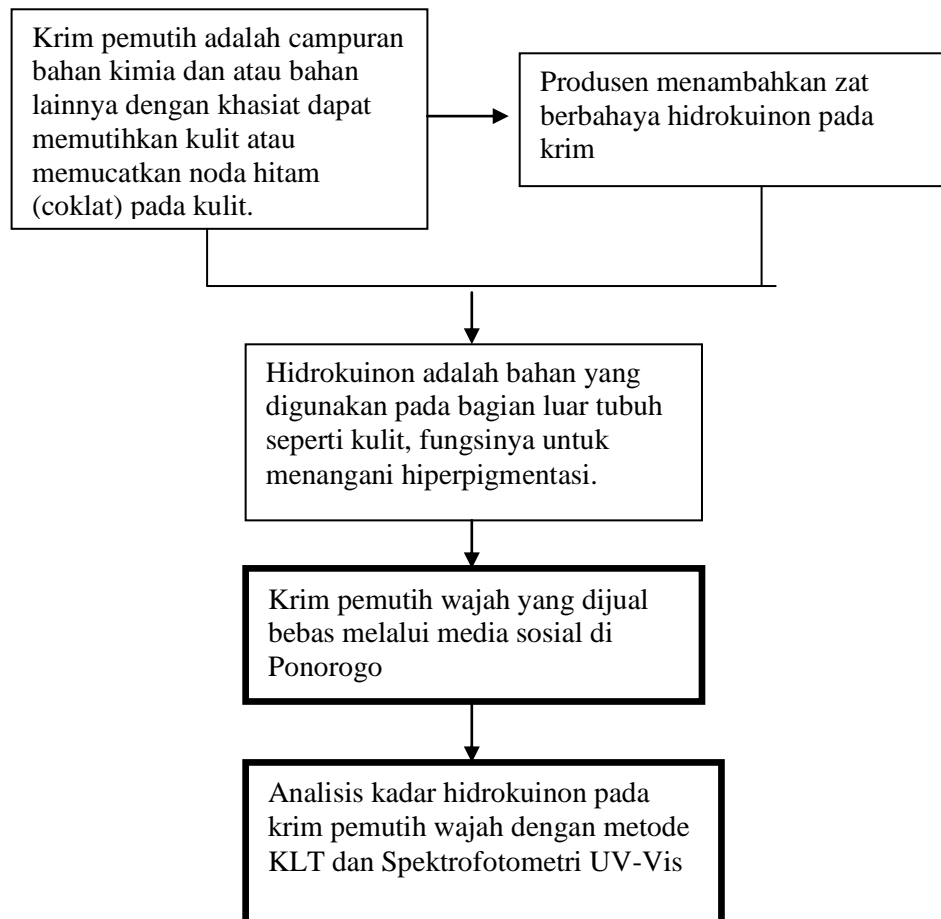 Krim pemutih adalah campuran
bahan kimia dan atau bahan
lainnya dengan khasiat dapat
memutihkan kulit atau
memucatkan noda hitam
(coklat) pada kulit.
Produsen menambahkan zat
berbahaya hidrokuinon pada
krim
Hidrokuinon adalah bahan yang
digunakan pada bagian luar tubuh
seperti kulit, fungsinya untuk
menangani hiperpigmentasi.
Krim pemutih wajah yang dijual
bebas melalui media sosial di
Ponorogo
Analisis kadar hidrokuinon pada
krim pemutih wajah dengan metode
KLT dan Spektrofotometri UV-Vis